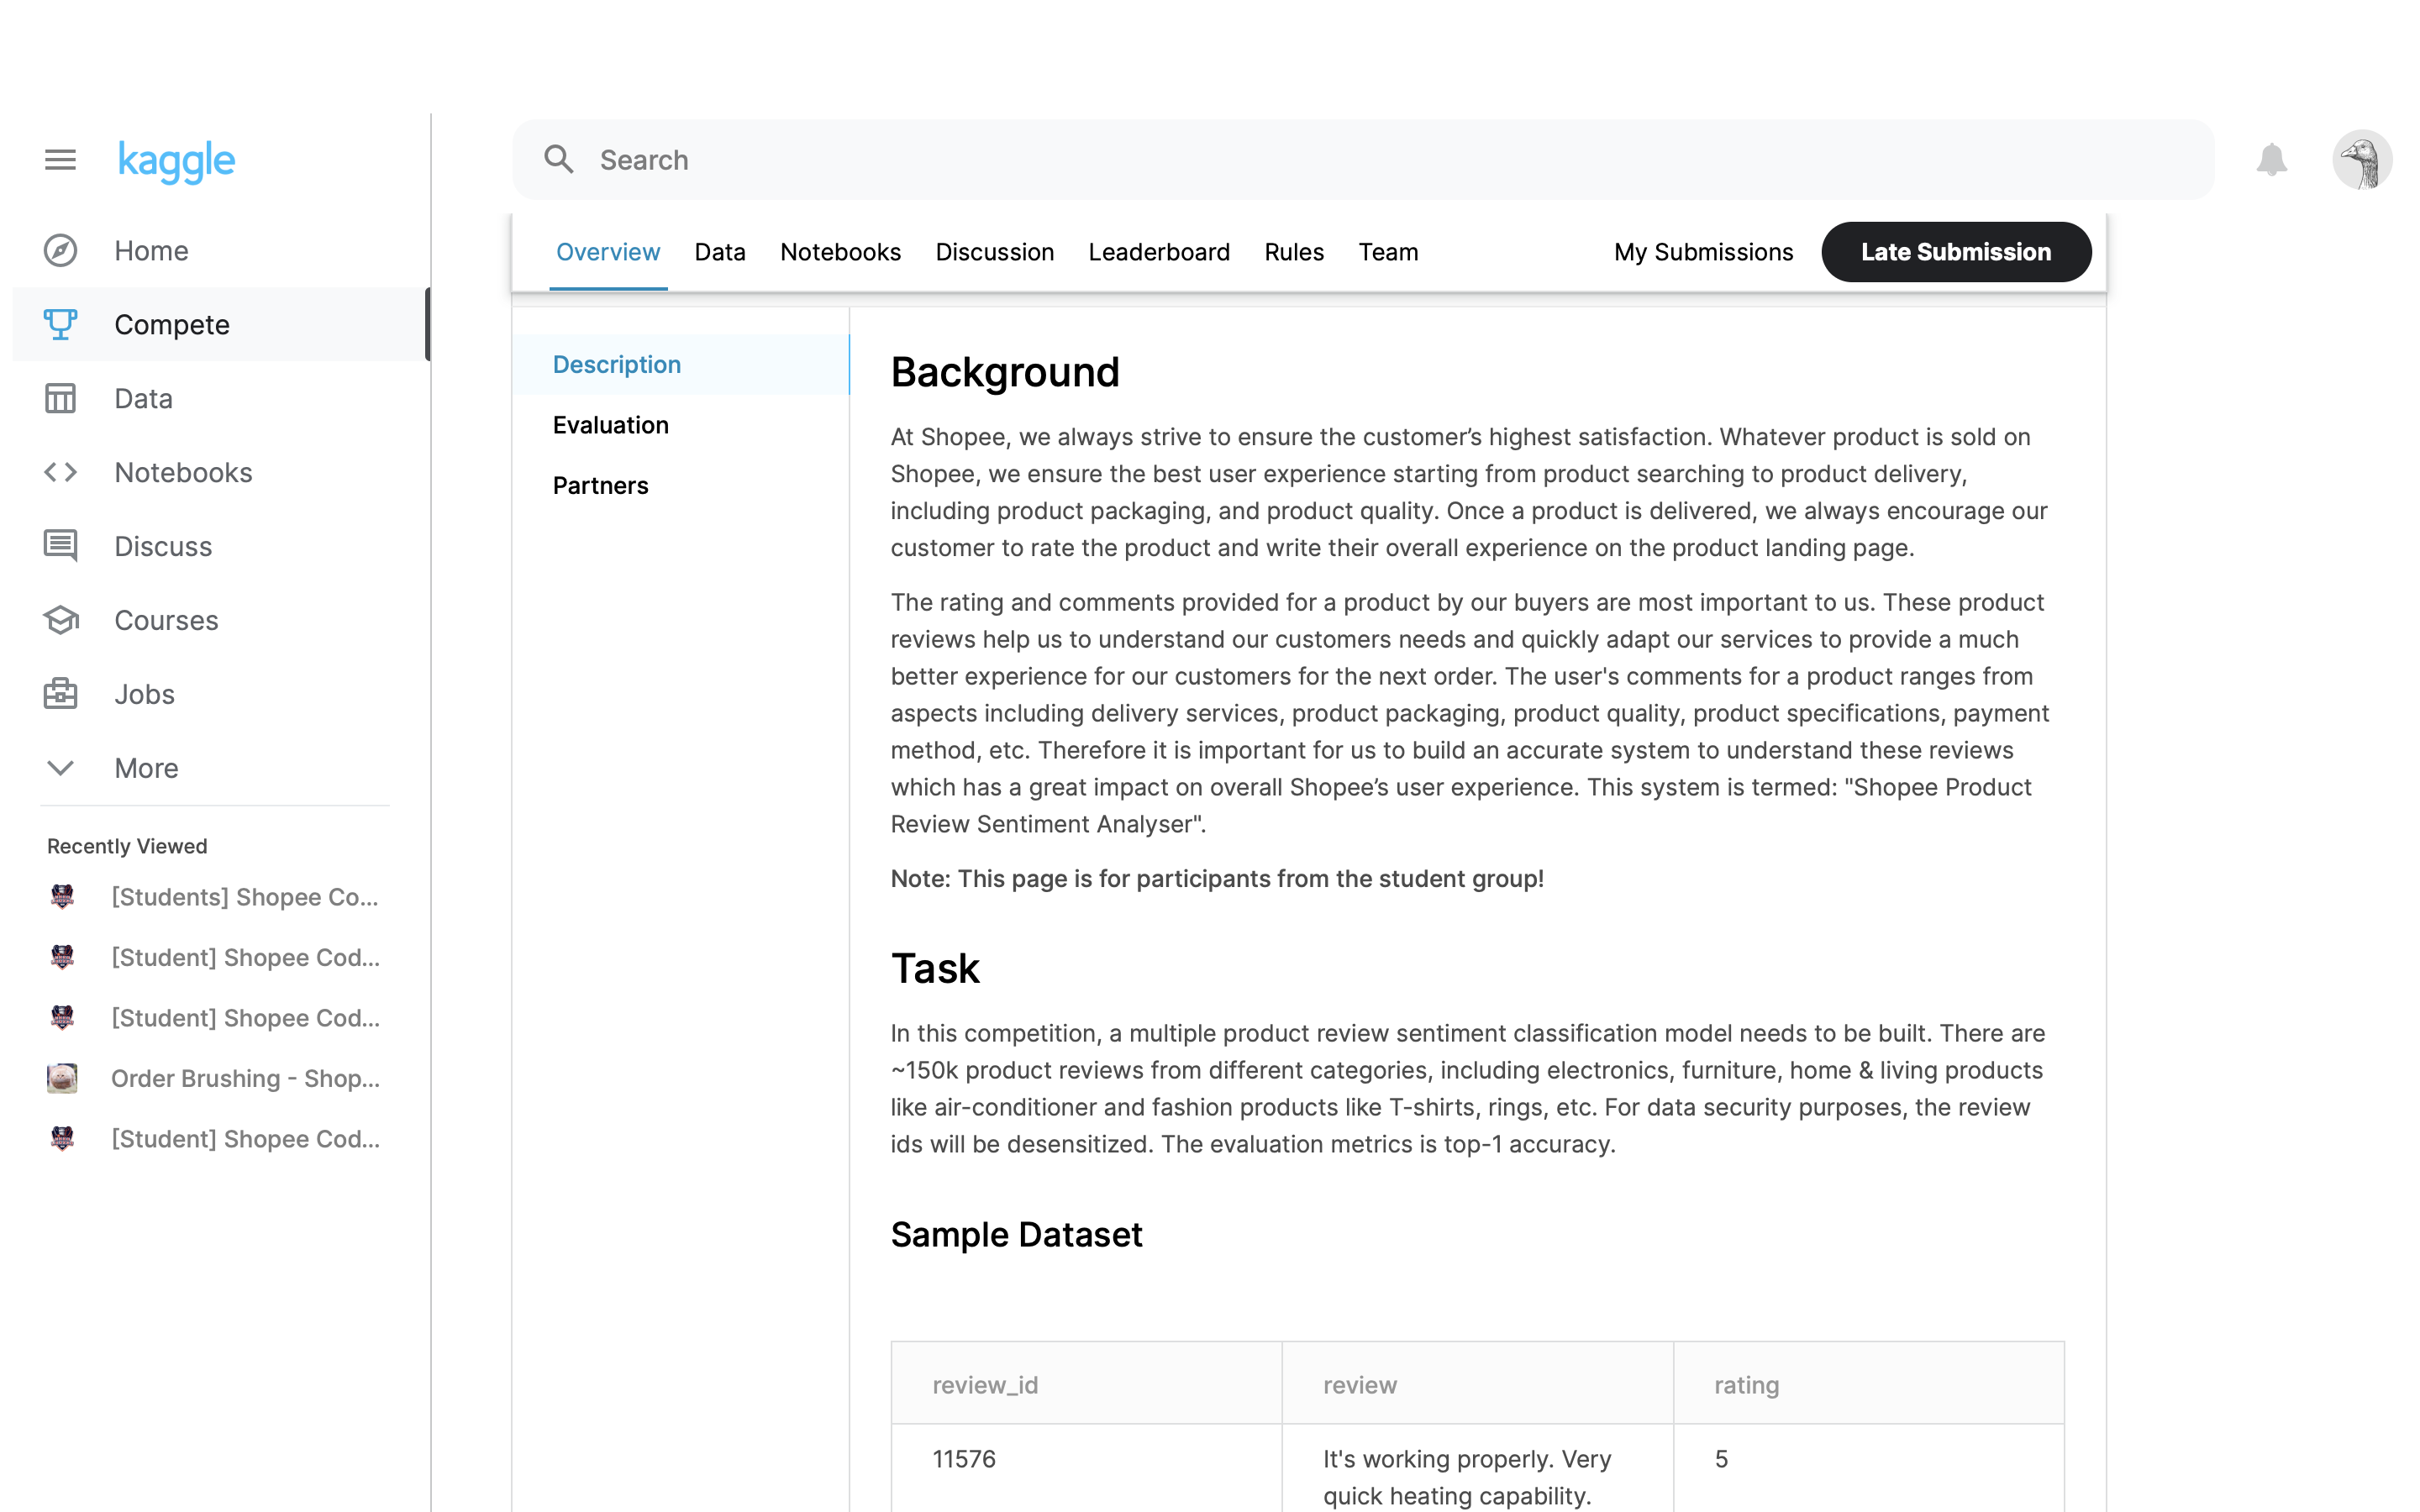 kaggle
Home
Compete
Data
Notebooks
Discuss
Courses
Jobs
More
Recently Viewed
[Students] Shopee Co...
[Student] Shopee Cod...
[Student] Shopee Cod...
Order Brushing - Shop...
[Student] Shopee Cod...
Search
Overview Data Notebooks Discussion Leaderboard Rules Team My Submissions Late Submission
Description
Evaluation
Partners
Background
At Shopee, we always strive to ensure the customer’s highest satisfaction. Whatever product is sold on
Shopee, we ensure the best user experience starting from product searching to product delivery,
including product packaging, and product quality. Once a product is delivered, we always encourage our
customer to rate the product and write their overall experience on the product landing page.
The rating and comments provided for a product by our buyers are most important to us. These product
reviews help us to understand our customers needs and quickly adapt our services to provide a much
better experience for our customers for the next order. The user's comments for a product ranges from
aspects including delivery services, product packaging, product quality, product specifications, payment
method, etc. Therefore it is important for us to build an accurate system to understand these reviews
which has a great impact on overall Shopee’s user experience. This system is termed: "Shopee Product
Review Sentiment Analyser".
Note: This page is for participants from the student group!
Task
In this competition, a multiple product review sentiment classification model needs to be built. There are
~150k product reviews from different categories, including electronics, furniture, home & living products
like air-conditioner and fashion products like T-shirts, rings, etc. For data security purposes, the review
ids will be desensitized. The evaluation metrics is top-1 accuracy.
Sample Dataset
review_id review rating
11576 It's working properly. Very 5
quick heating capability.